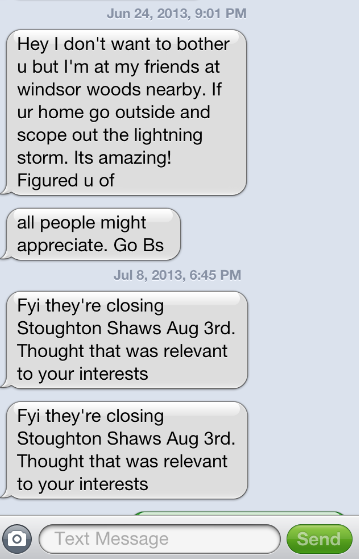 Jun 24, 2013, 9:01 PM
Hey I don't want to bother
u but I'm at my friends at
windsor woods nearby. If
ur home go outside and
scope out the lightning
storm. Its amazing!
Figured u of
all people might
appreciate. Go Bs
Jul 8, 2013, 6:45 PM
Fyi they're closing
Stoughton Shaws Aug 3rd.
Thought that was relevant
to your interests
Fyi they're closing
Stoughton Shaws Aug 3rd.
Thought that was relevant
to your interests
Text Message
Send